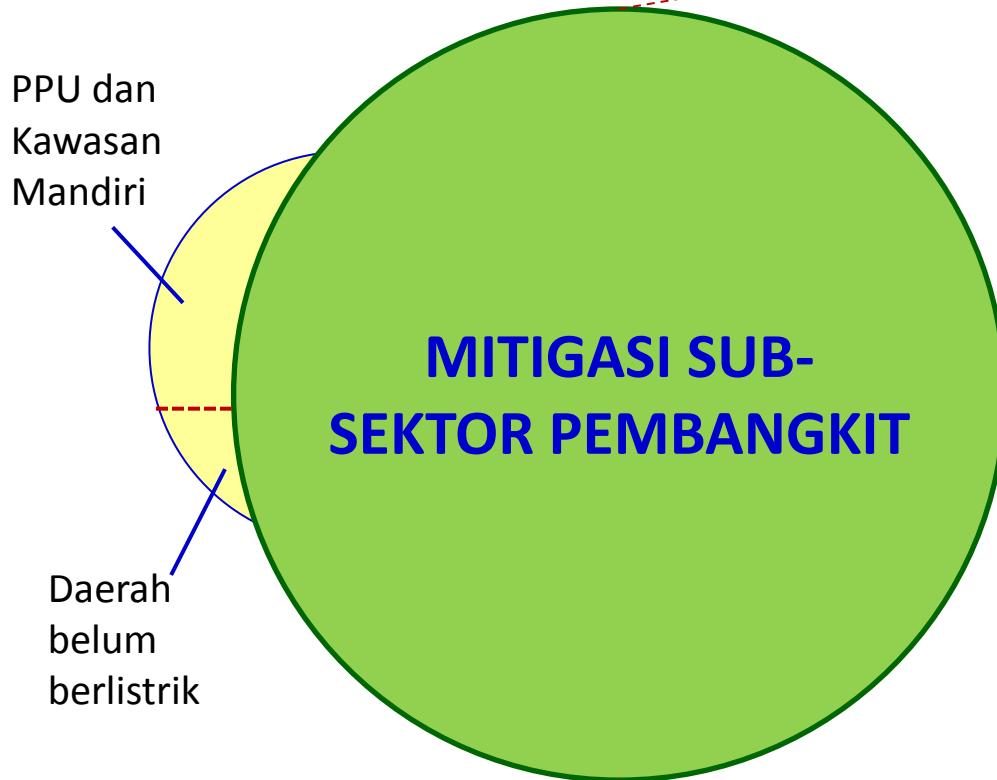 PPU dan
Kawasan
Mandiri
MITIGASI SUB-
SEKTOR PEMBANGKIT
Daerah
belum
berlistrik